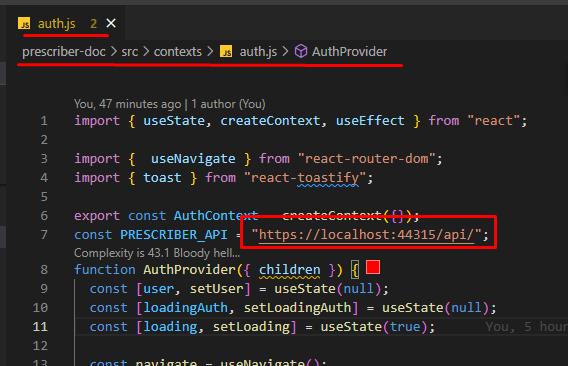 JS auth.js 2 ×
prescriber-doc > src > contexts > JS auth.js > AuthProvider
You, 47 minutes ago | 1 author (You)
1 import { useState, createContext, useEffect } from "react";
2
3 import {  useNavigate } from "react-router-dom";
4 import { toast } from "react-toastify";
5
6 export const AuthContext = createContext({});
7 const PRESCRIBER_API = "https://localhost:44315/api/";
Complexity is 43.1 Bloody hell...
8 function AuthProvider({ children }) {
9 const [user, setUser] = useState(null);
10 const [loadingAuth, setLoadingAuth] = useState(null);
11 const [loading, setLoading] = useState(true); You, 5 hour
12
13 const navigate = useNavigate();